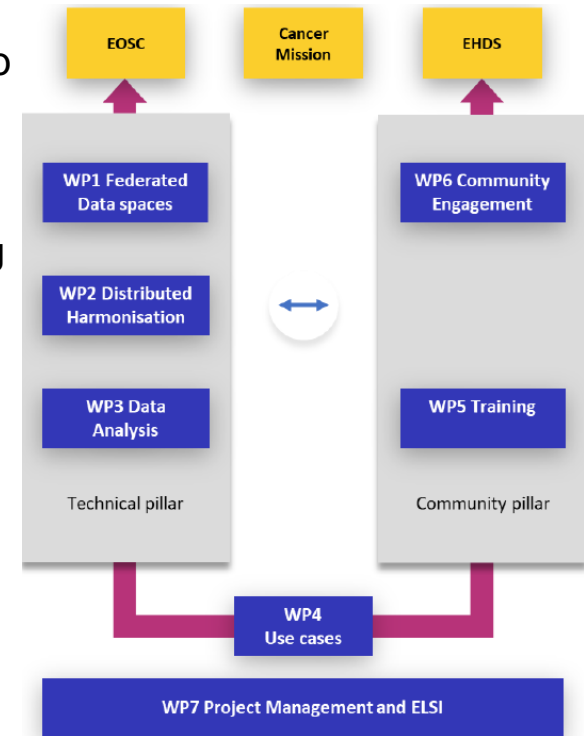 EOSC
Cancer
Mission
EHDS
WP1 Federated
Data spaces
WP2 Distributed
Harmonisation
WP3 Data
Analysis
Technical pillar
WP6 Community
Engagement
WP5 Training
Community pillar
WP4
Use cases
WP7 Project Management and ELSI